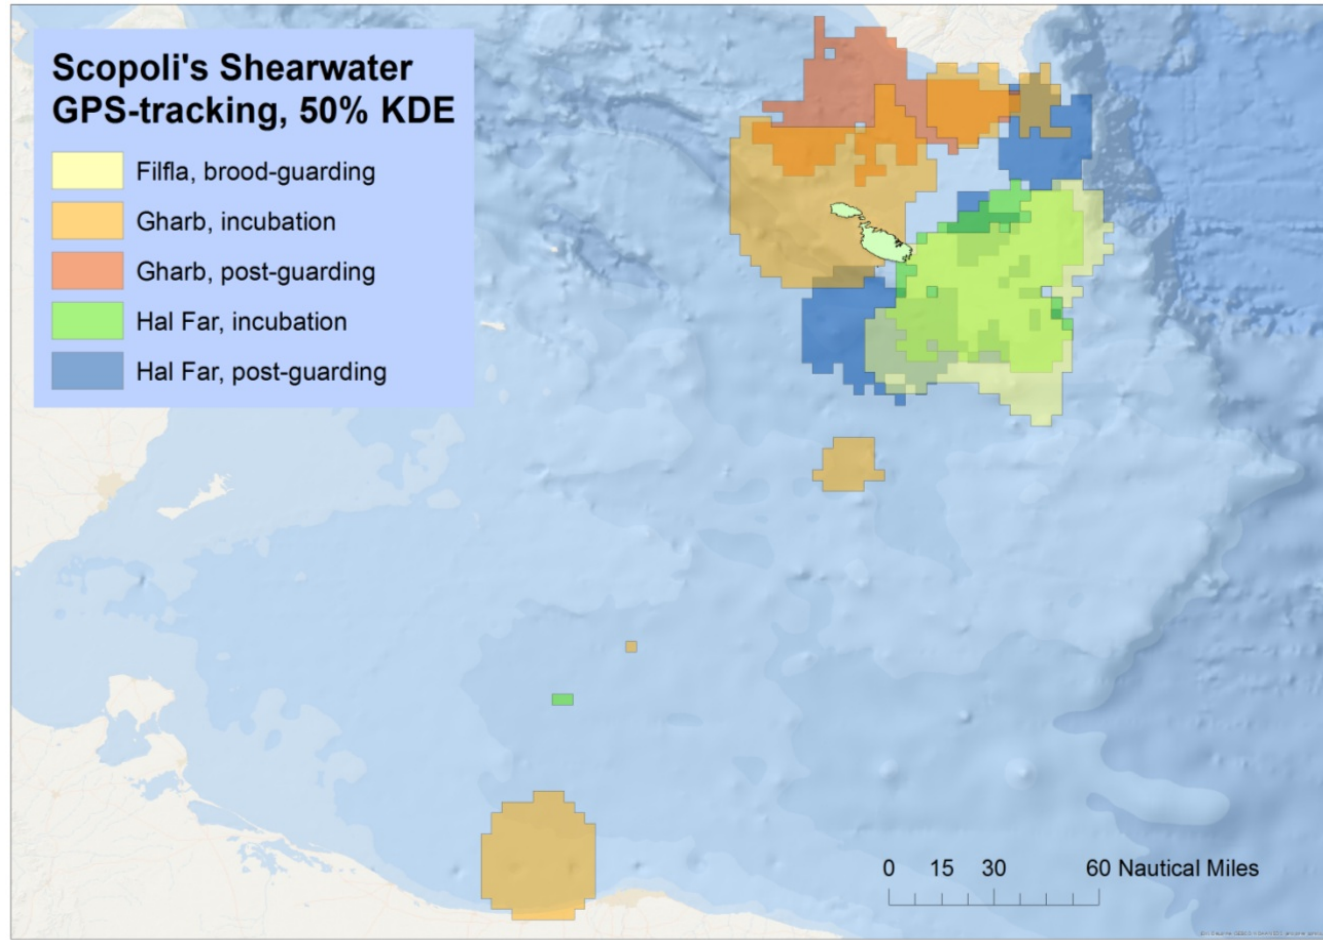 Scopoli's Shearwater
GPS-tracking, 50% KDE
Filfla, brood-guarding
Gharb, incubation
Gharb, post-guarding
Hal Far, incubation
Hal Far, post-guarding
0 15 30 60 Nautical Miles